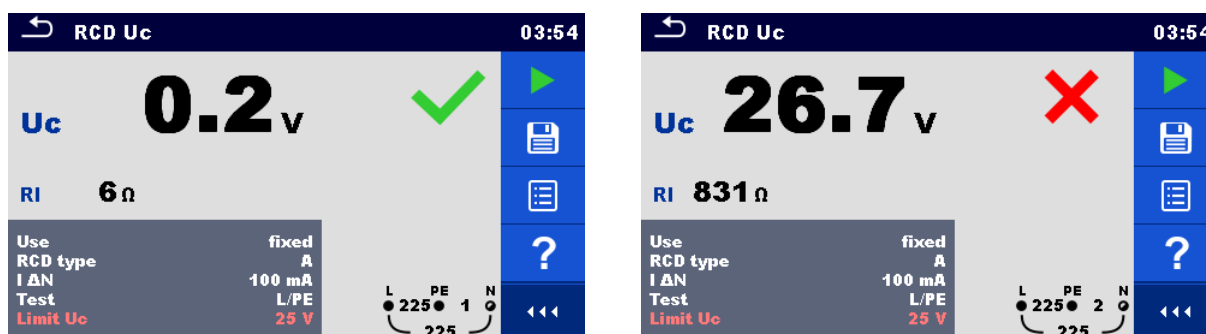 RCD Uc 03:54
Uc 0.2 V
RI 6 Ω
Use fixed
RCD type A
I ΔN 100 mA
Test L/PE
Limit Uc 25 V
L PE N
225 1
225
?
RCD Uc 03:54
Uc 26.7 V
RI 831 Ω
Use fixed
RCD type A
I ΔN 100 mA
Test L/PE
Limit Uc 25 V
L PE N
225 2
225
?